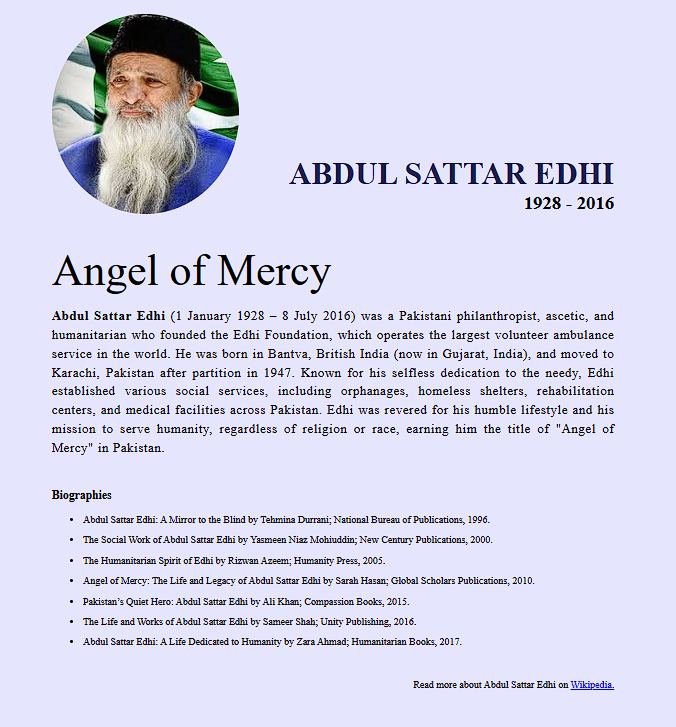 ABDUL SATTAR EDHI
1928 - 2016
Angel of Mercy
Abdul Sattar Edhi (1 January 1928 – 8 July 2016) was a Pakistani philanthropist, ascetic, and
humanitarian who founded the Edhi Foundation, which operates the largest volunteer ambulance
service in the world. He was born in Bantva, British India (now in Gujarat, India), and moved to
Karachi, Pakistan after partition in 1947. Known for his selfless dedication to the needy, Edhi
established various social services, including orphanages, homeless shelters, rehabilitation
centers, and medical facilities across Pakistan. Edhi was revered for his humble lifestyle and his
mission to serve humanity, regardless of religion or race, earning him the title of "Angel of
Mercy" in Pakistan.
Biographies
• Abdul Sattar Edhi: A Mirror to the Blind by Tehmina Durrani; National Bureau of Publications, 1996.
• The Social Work of Abdul Sattar Edhi by Yasmeen Niaz Mohiuddin; New Century Publications, 2000.
• The Humanitarian Spirit of Edhi by Rizwan Azeem; Humanity Press, 2005.
• Angel of Mercy: The Life and Legacy of Abdul Sattar Edhi by Sarah Hasan; Global Scholars Publications, 2010.
• Pakistan’s Quiet Hero: Abdul Sattar Edhi by Ali Khan; Compassion Books, 2015.
• The Life and Works of Abdul Sattar Edhi by Sameer Shah; Unity Publishing, 2016.
• Abdul Sattar Edhi: A Life Dedicated to Humanity by Zara Ahmad; Humanitarian Books, 2017.
Read more about Abdul Sattar Edhi on Wikipedia.